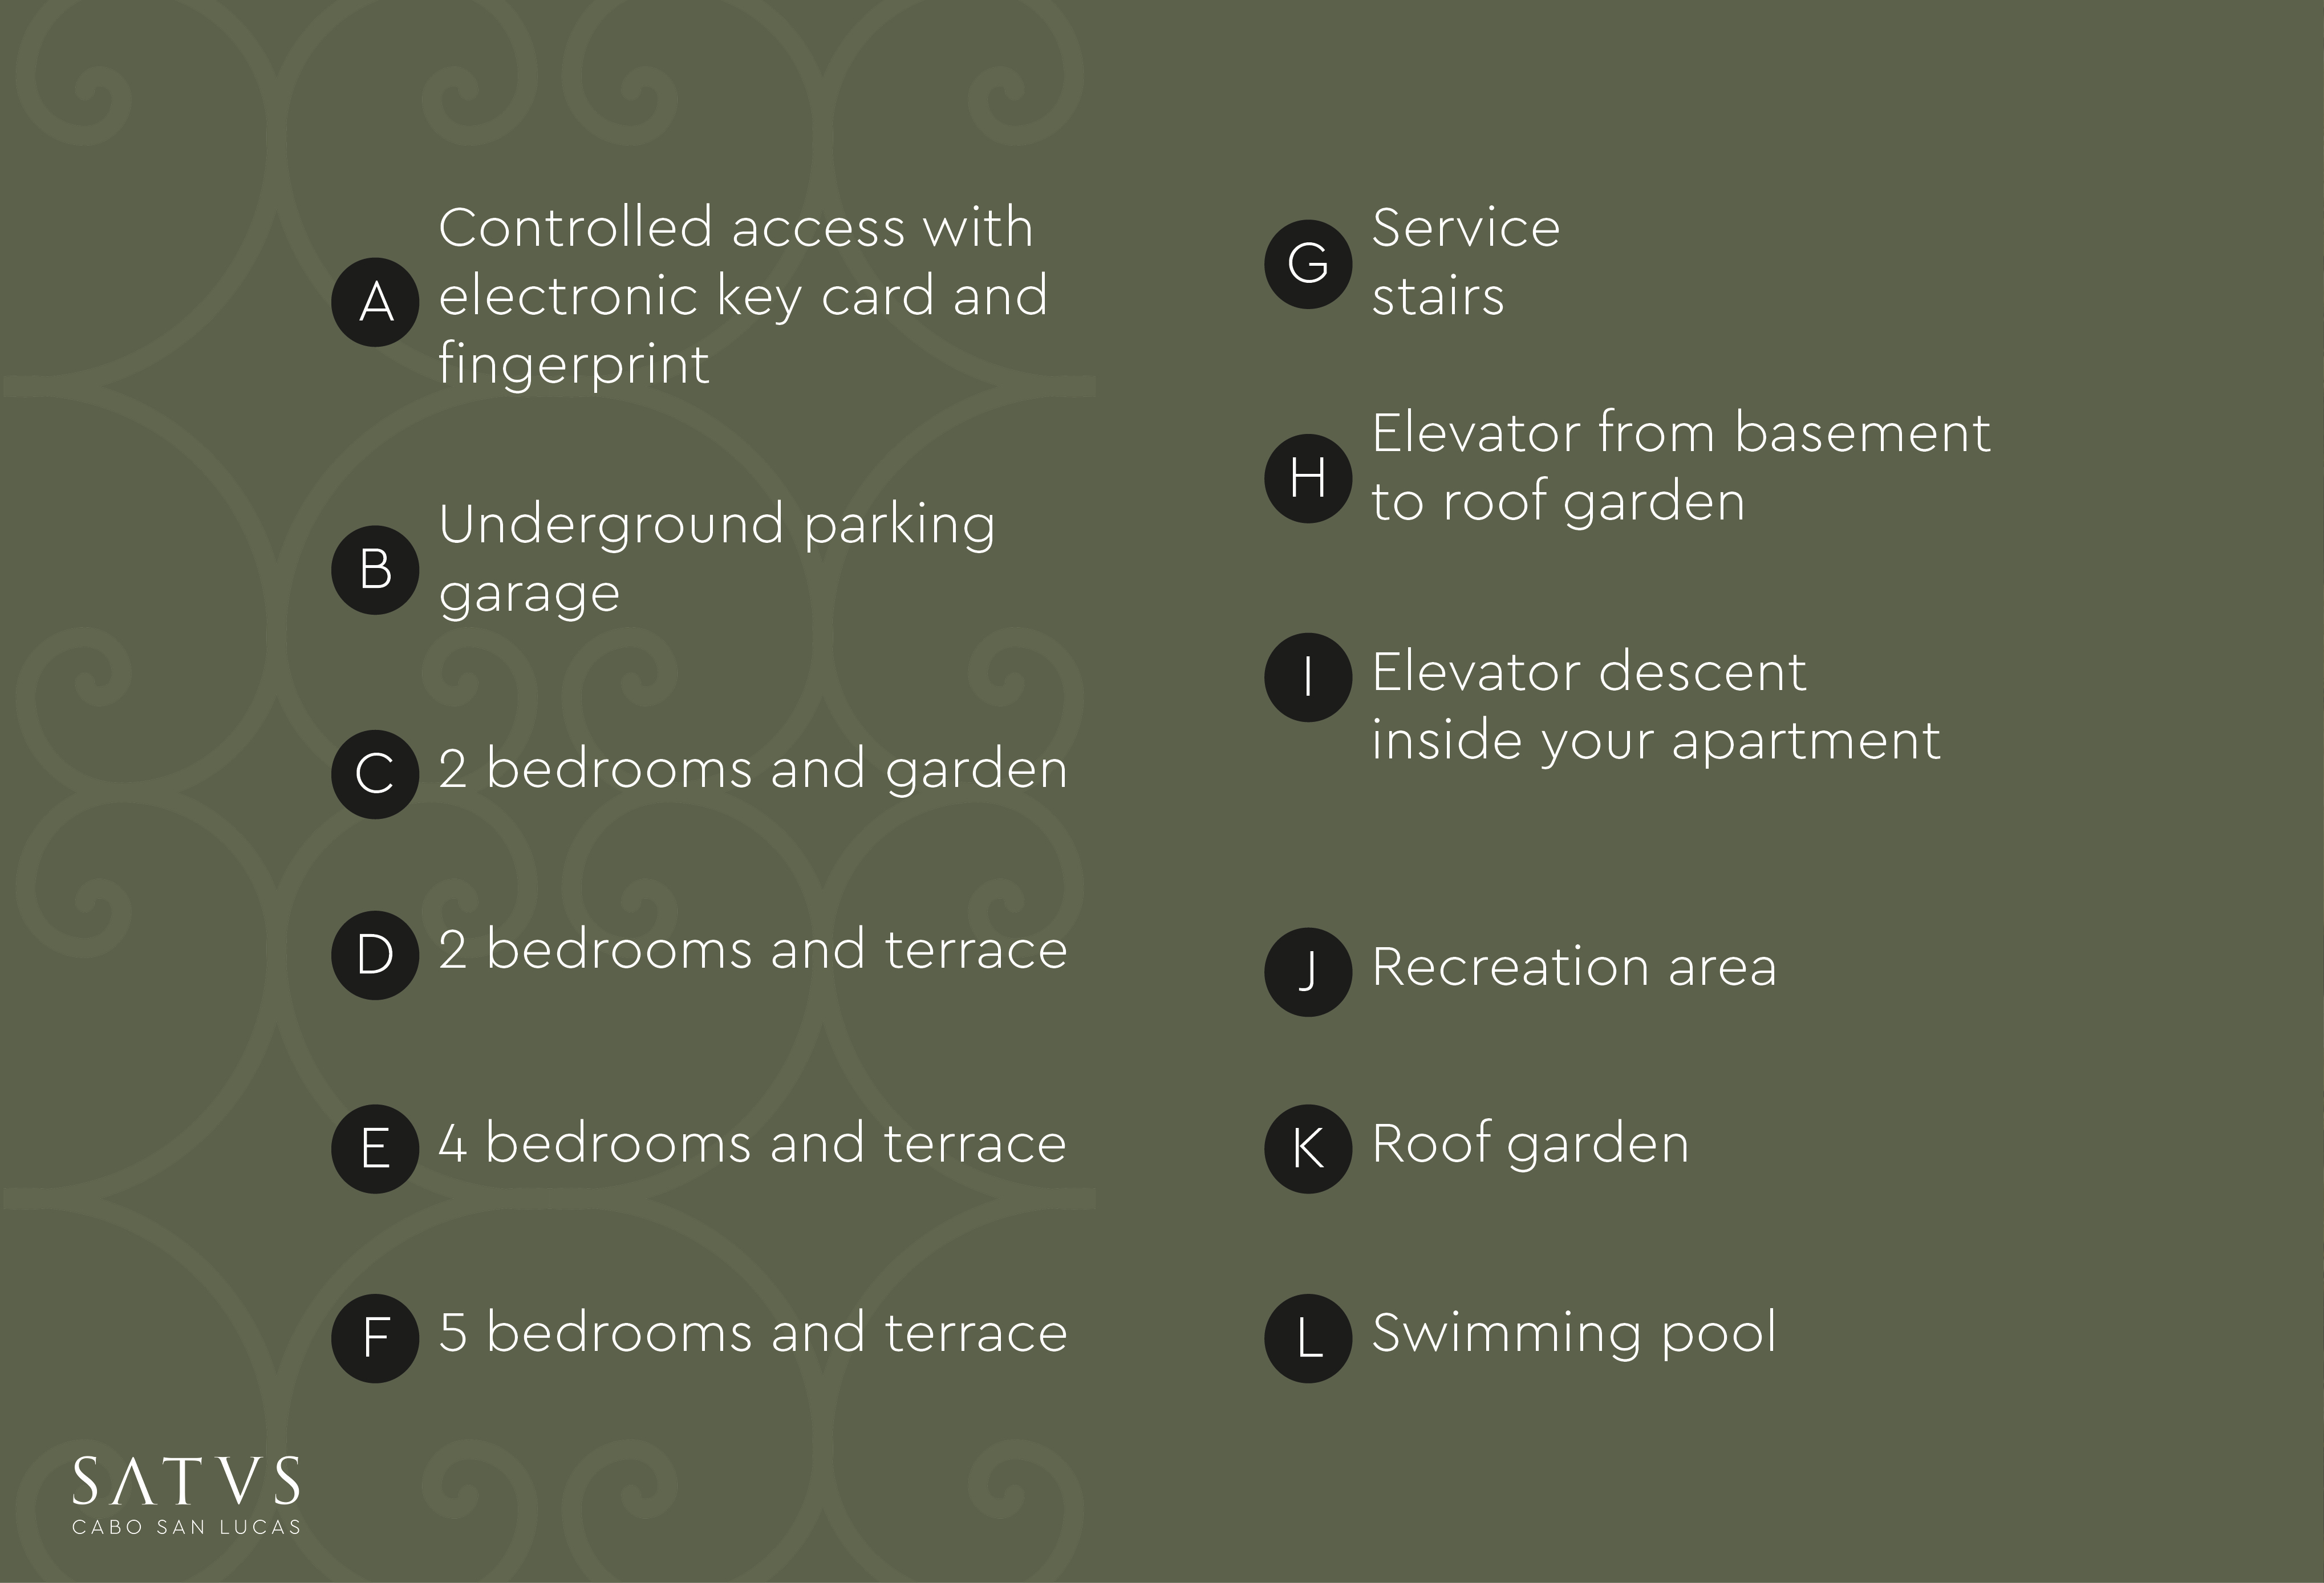 A
Controlled access with
electronic key card and
fingerprint
B
Underground parking
garage
C
2 bedrooms and garden
D
2 bedrooms and terrace
E
4 bedrooms and terrace
F
5 bedrooms and terrace
G
Service
stairs
H
Elevator from basement
to roof garden
I
Elevator descent
inside your apartment
J
Recreation area
K
Roof garden
L
Swimming pool
SATVS
CABO SAN LUCAS